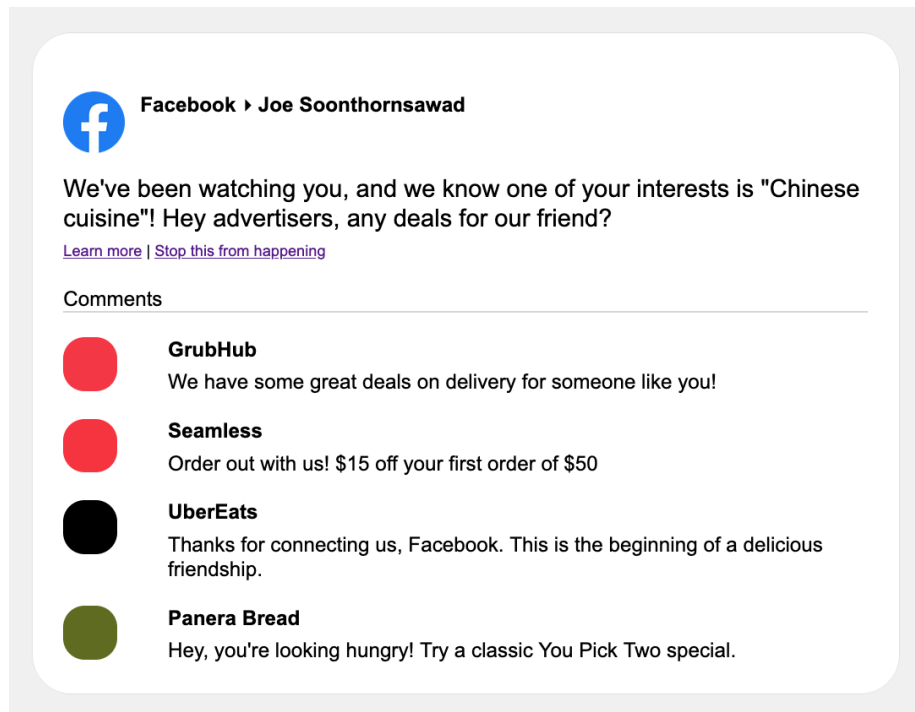 Facebook ▸ Joe Soonthornsawad
We've been watching you, and we know one of your interests is "Chinese
cuisine"! Hey advertisers, any deals for our friend?
Learn more | Stop this from happening
Comments
GrubHub
We have some great deals on delivery for someone like you!
Seamless
Order out with us! $15 off your first order of $50
UberEats
Thanks for connecting us, Facebook. This is the beginning of a delicious
friendship.
Panera Bread
Hey, you're looking hungry! Try a classic You Pick Two special.